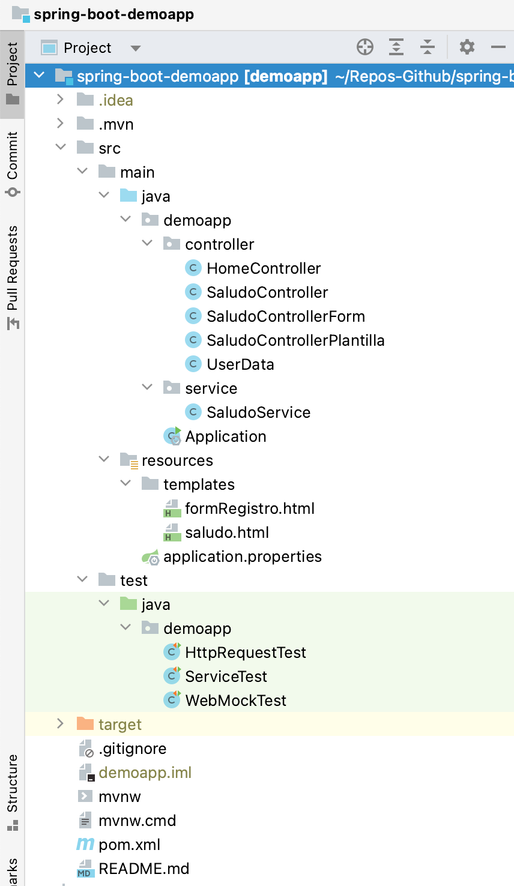 spring-boot-demoapp
Project
spring-boot-demoapp [demoapp] ~/Repos-Github/spring-b
.idea
.mvn
src
main
java
demoapp
controller
C HomeController
C SaludoController
C SaludoControllerForm
C SaludoControllerPlantilla
C UserData
service
C SaludoService
C Application
resources
templates
H formRegistro.html
H saludo.html
application.properties
test
java
demoapp
C HttpRequestTest
C ServiceTest
C WebMockTest
target
.gitignore
demoapp.iml
mvnw
mvnw.cmd
m pom.xml
MD README.md
Project
Commit
Pull Requests
Structure
arks